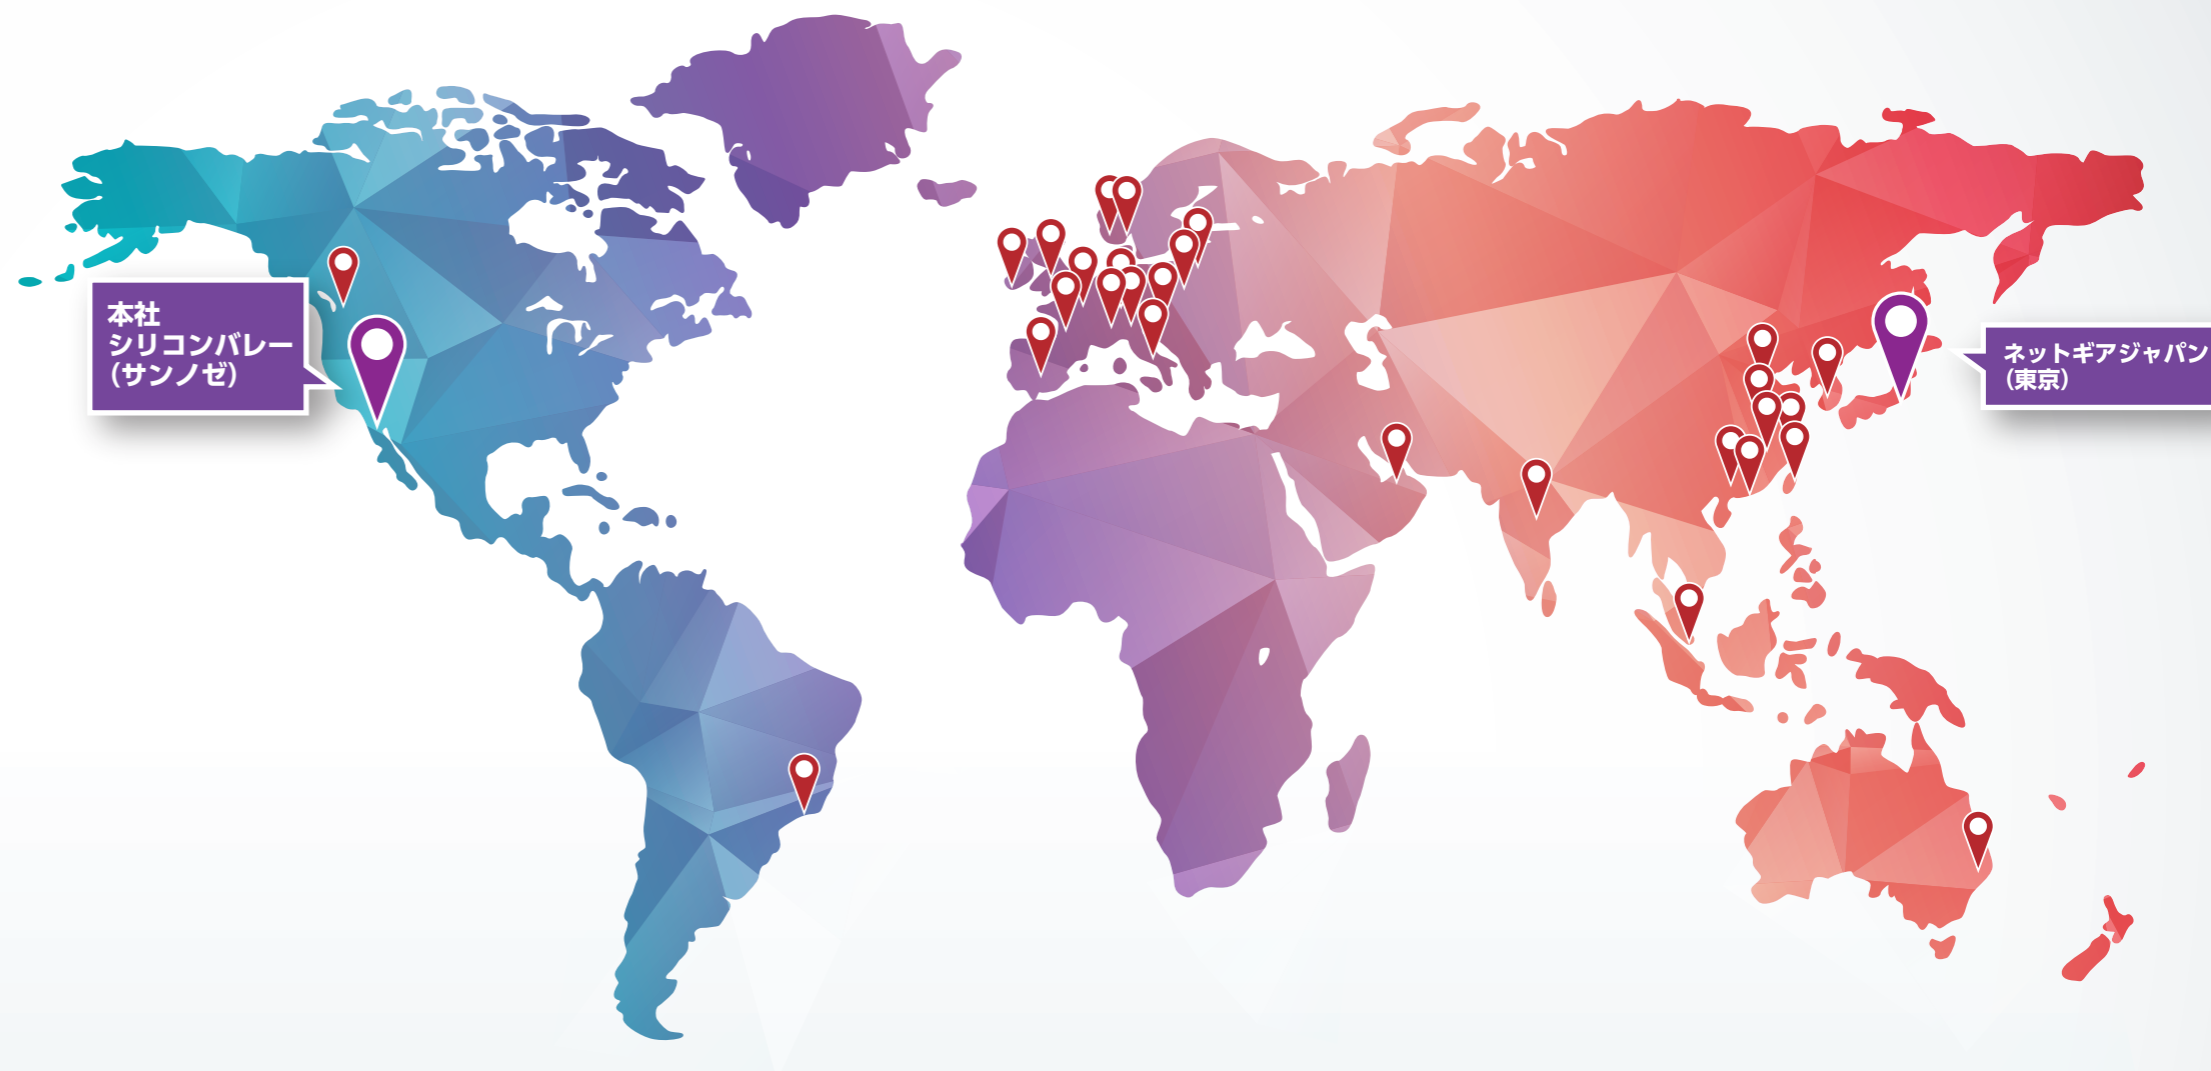 本社
シリコンバレー
（サンノゼ）
ネットギアジャパン
（東京）